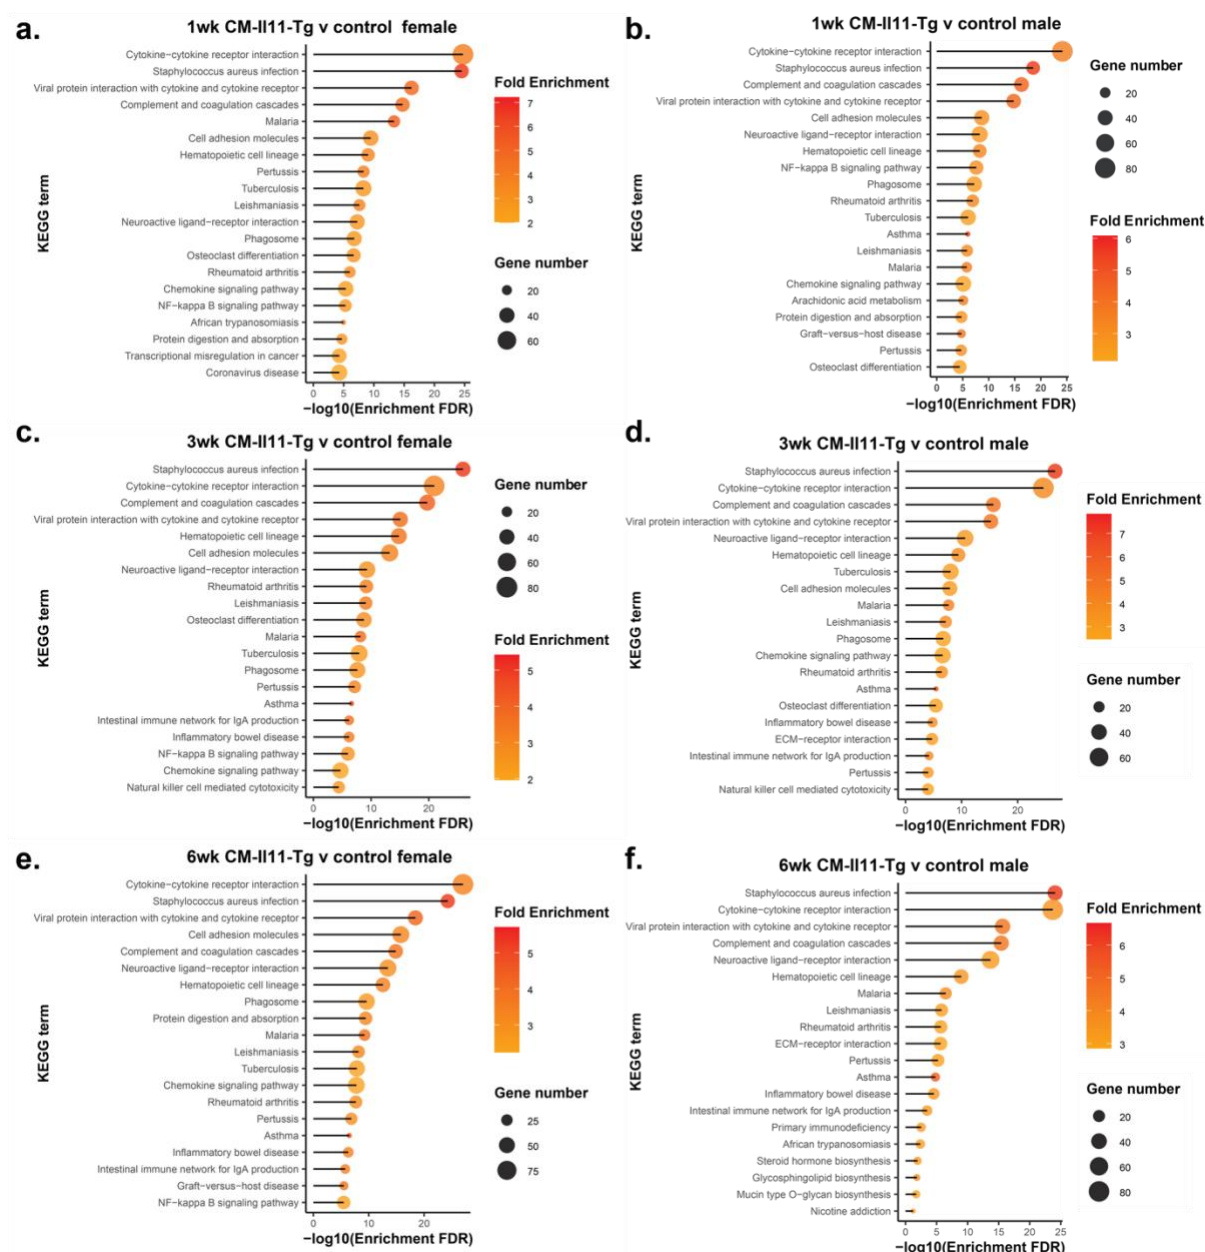 a.
1wk CM-Il11-Tg v control female
KEGG term
Cytokine−cytokine receptor interaction
Staphylococcus aureus infection
Viral protein interaction with cytokine and cytokine receptor
Complement and coagulation cascades
Malaria
Cell adhesion molecules
Hematopoietic cell lineage
Pertussis
Tuberculosis
Leishmaniasis
Neuroactive ligand−receptor interaction
Phagosome
Osteoclast differentiation
Rheumatoid arthritis
Chemokine signaling pathway
NF−kappa B signaling pathway
African trypanosomiasis
Protein digestion and absorption
Transcriptional misregulation in cancer
Coronavirus disease
0 5 10 15 20 25
−log10(Enrichment FDR)
Fold Enrichment
7
6
5
4
3
2
Gene number
20
40
60
b.
1wk CM-Il11-Tg v control male
KEGG term
Cytokine−cytokine receptor interaction
Staphylococcus aureus infection
Complement and coagulation cascades
Viral protein interaction with cytokine and cytokine receptor
Cell adhesion molecules
Neuroactive ligand−receptor interaction
Hematopoietic cell lineage
NF−kappa B signaling pathway
Phagosome
Rheumatoid arthritis
Tuberculosis
Asthma
Leishmaniasis
Malaria
Chemokine signaling pathway
Arachidonic acid metabolism
Protein digestion and absorption
Graft−versus−host disease
Pertussis
Osteoclast differentiation
0 5 10 15 20 25
−log10(Enrichment FDR)
Gene number
20
40
60
80
Fold Enrichment
6
5
4
3
c.
3wk CM-Il11-Tg v control female
KEGG term
Staphylococcus aureus infection
Cytokine−cytokine receptor interaction
Complement and coagulation cascades
Viral protein interaction with cytokine and cytokine receptor
Hematopoietic cell lineage
Cell adhesion molecules
Neuroactive ligand−receptor interaction
Rheumatoid arthritis
Leishmaniasis
Osteoclast differentiation
Malaria
Tuberculosis
Phagosome
Pertussis
Asthma
Intestinal immune network for IgA production
Inflammatory bowel disease
NF−kappa B signaling pathway
Chemokine signaling pathway
Natural killer cell mediated cytotoxicity
0 10 20
−log10(Enrichment FDR)
Gene number
20
40
60
80
Fold Enrichment
5
4
3
2
d.
3wk CM-Il11-Tg v control male
KEGG term
Staphylococcus aureus infection
Cytokine−cytokine receptor interaction
Complement and coagulation cascades
Viral protein interaction with cytokine and cytokine receptor
Neuroactive ligand−receptor interaction
Hematopoietic cell lineage
Tuberculosis
Cell adhesion molecules
Malaria
Leishmaniasis
Phagosome
Chemokine signaling pathway
Rheumatoid arthritis
Asthma
Osteoclast differentiation
Inflammatory bowel disease
ECM−receptor interaction
Intestinal immune network for IgA production
Pertussis
Natural killer cell mediated cytotoxicity
0 10 20
−log10(Enrichment FDR)
Fold Enrichment
7
6
5
4
3
Gene number
20
40
60
e.
6wk CM-Il11-Tg v control female
KEGG term
Cytokine−cytokine receptor interaction
Staphylococcus aureus infection
Viral protein interaction with cytokine and cytokine receptor
Cell adhesion molecules
Complement and coagulation cascades
Neuroactive ligand−receptor interaction
Hematopoietic cell lineage
Phagosome
Protein digestion and absorption
Malaria
Leishmaniasis
Tuberculosis
Chemokine signaling pathway
Rheumatoid arthritis
Pertussis
Asthma
Inflammatory bowel disease
Intestinal immune network for IgA production
Graft−versus−host disease
NF−kappa B signaling pathway
0 10 20
−log10(Enrichment FDR)
Fold Enrichment
5
4
3
Gene number
25
50
75
f.
6wk CM-Il11-Tg v control male
KEGG term
Staphylococcus aureus infection
Cytokine−cytokine receptor interaction
Viral protein interaction with cytokine and cytokine receptor
Complement and coagulation cascades
Neuroactive ligand−receptor interaction
Hematopoietic cell lineage
Malaria
Leishmaniasis
Rheumatoid arthritis
ECM−receptor interaction
Pertussis
Asthma
Inflammatory bowel disease
Intestinal immune network for IgA production
Primary immunodeficiency
African trypanosomiasis
Steroid hormone biosynthesis
Glycosphingolipid biosynthesis
Mucin type O−glycan biosynthesis
Nicotine addiction
0 5 10 15 20 25
−log10(Enrichment FDR)
Fold Enrichment
6
5
4
3
Gene number
20
40
60
80